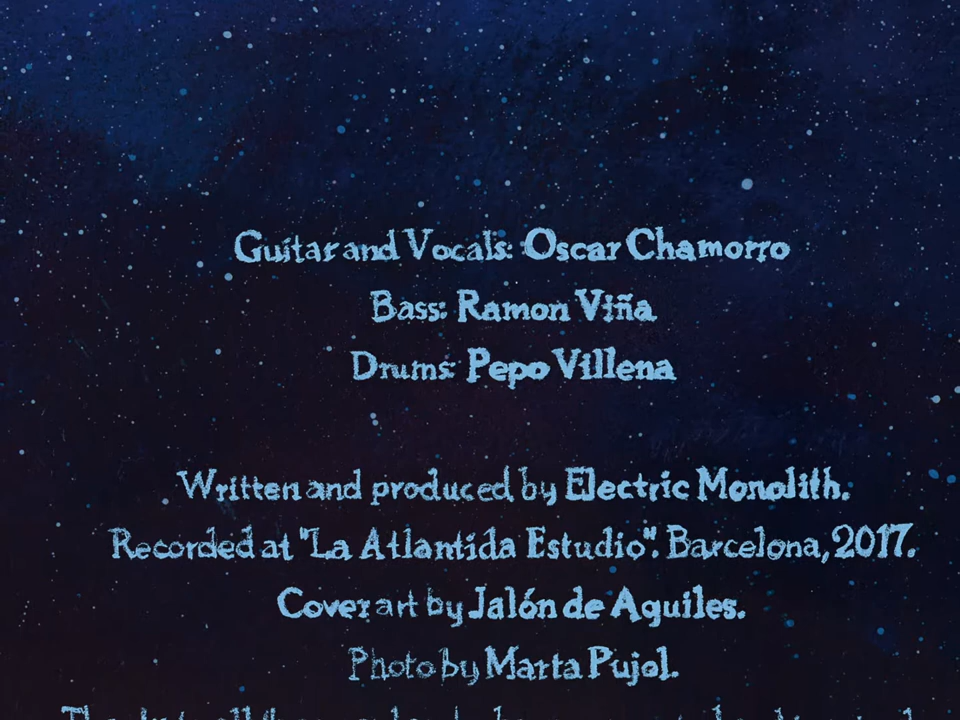 Guitar and Vocals: Oscar Chamorro
Bass: Ramon Viña
Drums: Pepo Villena
Written and produced by Electric Monolith.
Recorded at "La Atlantida Estudio". Barcelona, 2017.
Cover art by Jalón de Aguiles.
Photo by Marta Pujol.